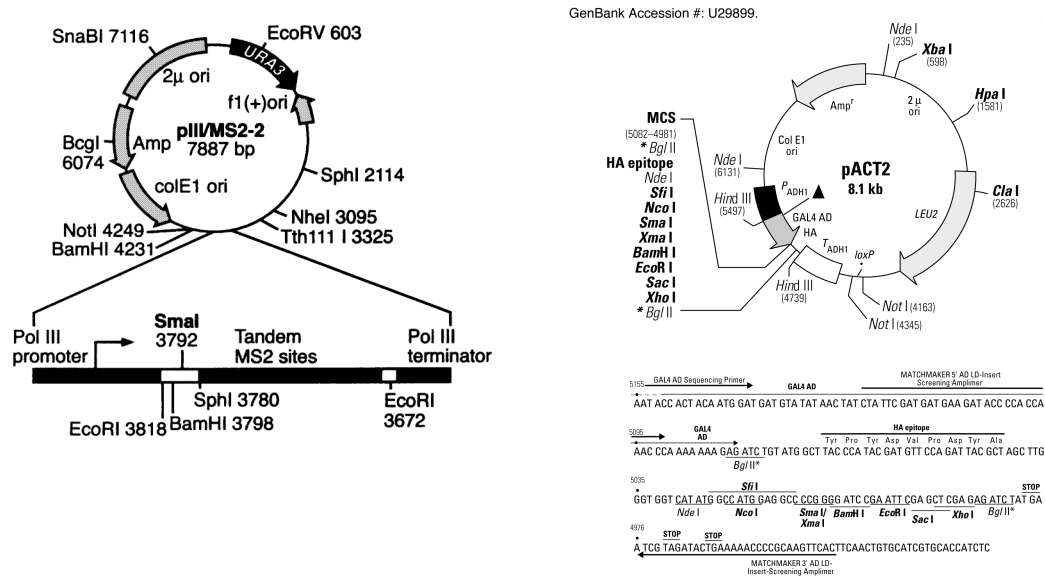 SnaBI 7116
EcoRV 603
URA3
2µ ori
f1(+)ori
BcgI
6074
Amp
pIII/MS2-2
7887 bp
colE1 ori
SphI 2114
NheI 3095
Tth111 I 3325
NotI 4249
BamHI 4231
Pol III
promoter
SmaI
3792
Tandem
MS2 sites
Pol III
terminator
SphI 3780
EcoRI
3672
EcoRI 3818
BamHI 3798
GenBank Accession #: U29899.
Nde I
(235)
Xba I
(598)
Hpa I
(1581)
Amp r
2 µ
ori
MCS
(5082–4981)
* Bgl II
HA epitope
Nde I
Sfi I
Nco I
Sma I
Xma I
BamH I
EcoR I
Sac I
Xho I
* Bgl II
Col E1
ori
pACT2
8.1 kb
Nde I
(6131)
P ADH1
Hind III
(5497)
GAL4 AD
HA
Cla I
(2626)
LEU2
T ADH1
loxP
Hind III
(4739)
Not I (4163)
Not I (4345)
MATCHMAKER 5' AD LD-Insert
Screening Amplimer
5155 GAL4 AD Sequencing Primer GAL4 AD
AAT ACC ACT ACA ATG GAT GAT GTA TAT AAC TAT CTA TTC GAT GAT GAA GAT ACC CCA CCA
5095 GAL4
AD
HA epitope
Tyr Pro Tyr Asp Val Pro Asp Tyr Ala
AAC CCA AAA AAA GAG ATC TGT ATG GCT TAC CCA TAC GAT GTT CCA GAT TAC GCT AGC TTG
Bgl II*
5035
Sfi I
STOP
GGT GGT CAT ATG GCC ATG GAG GCC CCG GGG ATC CGA ATT CGA GCT CGA GAG ATC TAT GA
Nde I Nco I Sma I/ BamH I EcoR I Sac I Xho I Bgl II*
Xma I
4976
STOP STOP
A TCG TAGATACTGAAAAACCCCGCAAGTTCACTTCAACTGTGCATCGTGCACCATCTC
MATCHMAKER 3' AD LD-
Insert-Screening Amplimer